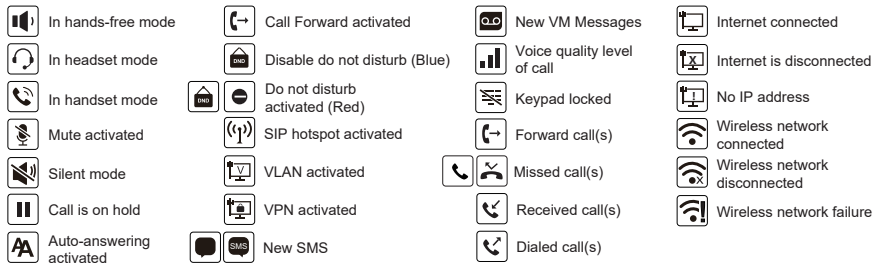 In hands-free mode
In headset mode
In handset mode
Mute activated
Silent mode
Call is on hold
AA
Auto-answering
activated
Call Forward activated
DND
Disable do not disturb (Blue)
DND
Do not disturb
activated (Red)
SIP hotspot activated
V
VLAN activated
VPN activated
SMS
New SMS
New VM Messages
Voice quality level
of call
Keypad locked
Forward call(s)
Missed call(s)
Received call(s)
Dialed call(s)
Internet connected
X
Internet is disconnected
!
No IP address
Wireless network
connected
X
Wireless network
disconnected
!
Wireless network failure